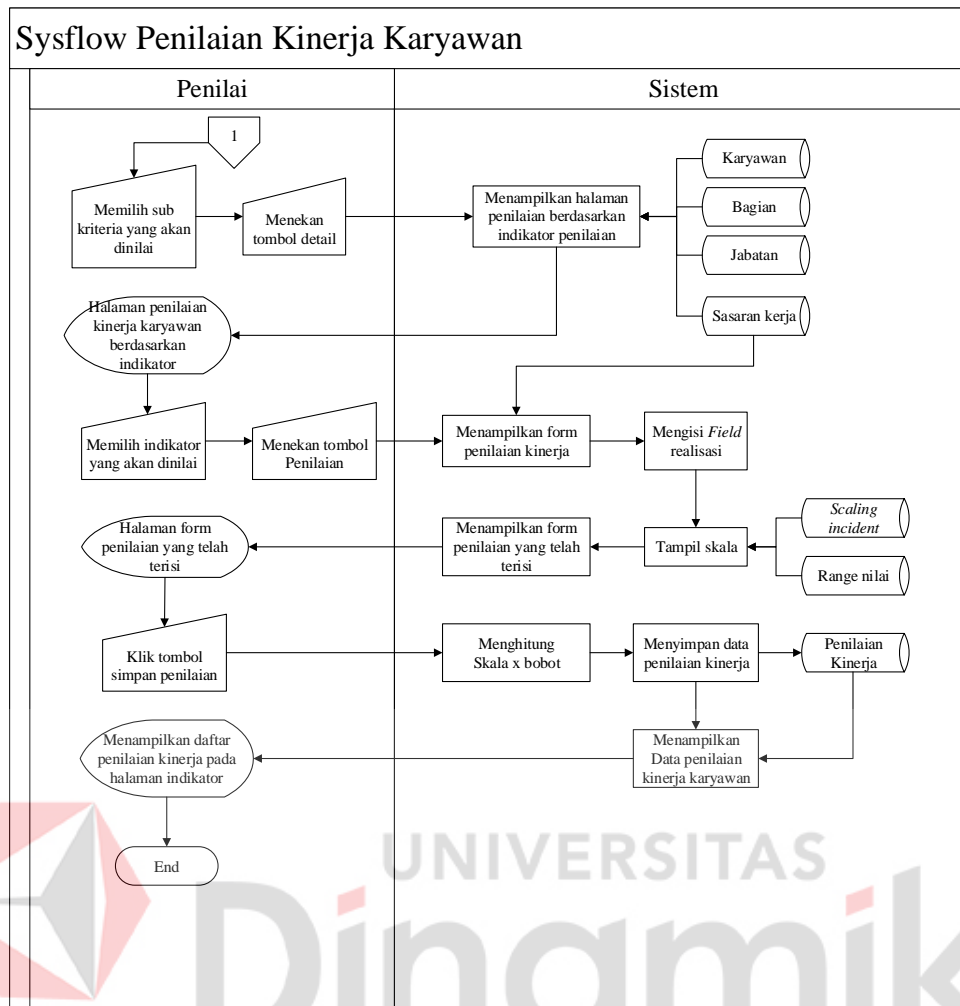 Sysflow Penilaian Kinerja Karyawan
Penilai
Sistem
1
Memilih sub
kriteria yang akan
dinilai
Menekan
tombol detail
Menampilkan halaman
penilaian berdasarkan
indikator penilaian
Karyawan
Bagian
Jabatan
Sasaran kerja
Halaman penilaian
kinerja karyawan
berdasarkan
indikator
Memilih indikator
yang akan dinilai
Menekan tombol
Penilaian
Menampilkan form
penilaian kinerja
Mengisi Field
realisasi
Scaling
incident
Range nilai
Tampil skala
Menampilkan form
penilaian yang telah
terisi
Halaman form
penilaian yang telah
terisi
Klik tombol
simpan penilaian
Menghitung
Skala x bobot
Menyimpan data
penilaian kinerja
Penilaian
Kinerja
Menampilkan
Data penilaian
kinerja karyawan
Menampilkan daftar
penilaian kinerja pada
halaman indikator
End
UNIVERSITAS
Dinamik